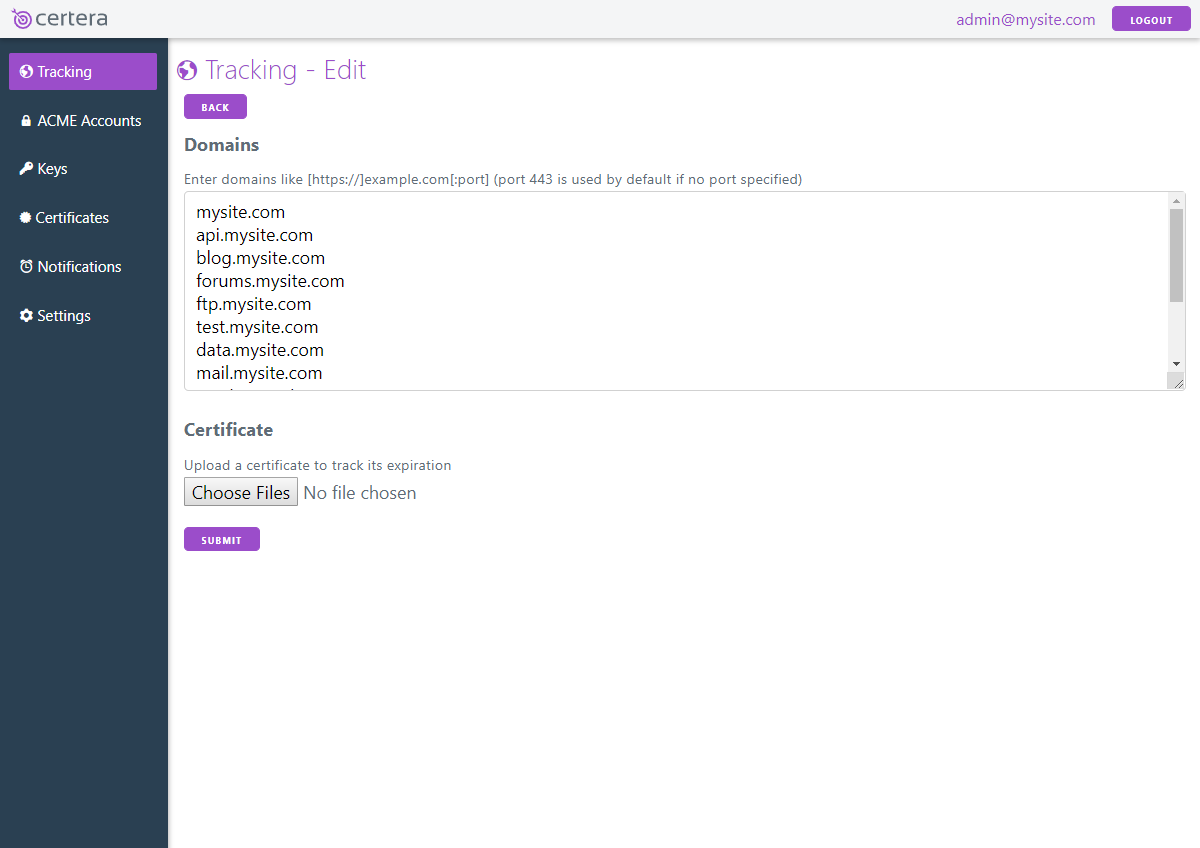 certera
admin@mysite.com
LOGOUT
Tracking
ACME Accounts
Keys
Certificates
Notifications
Settings
Tracking - Edit
BACK
Domains
Enter domains like [https://]example.com[:port] (port 443 is used by default if no port specified)
mysite.com
api.mysite.com
blog.mysite.com
forums.mysite.com
ftp.mysite.com
test.mysite.com
data.mysite.com
mail.mysite.com
Certificate
Upload a certificate to track its expiration
Choose Files No file chosen
SUBMIT